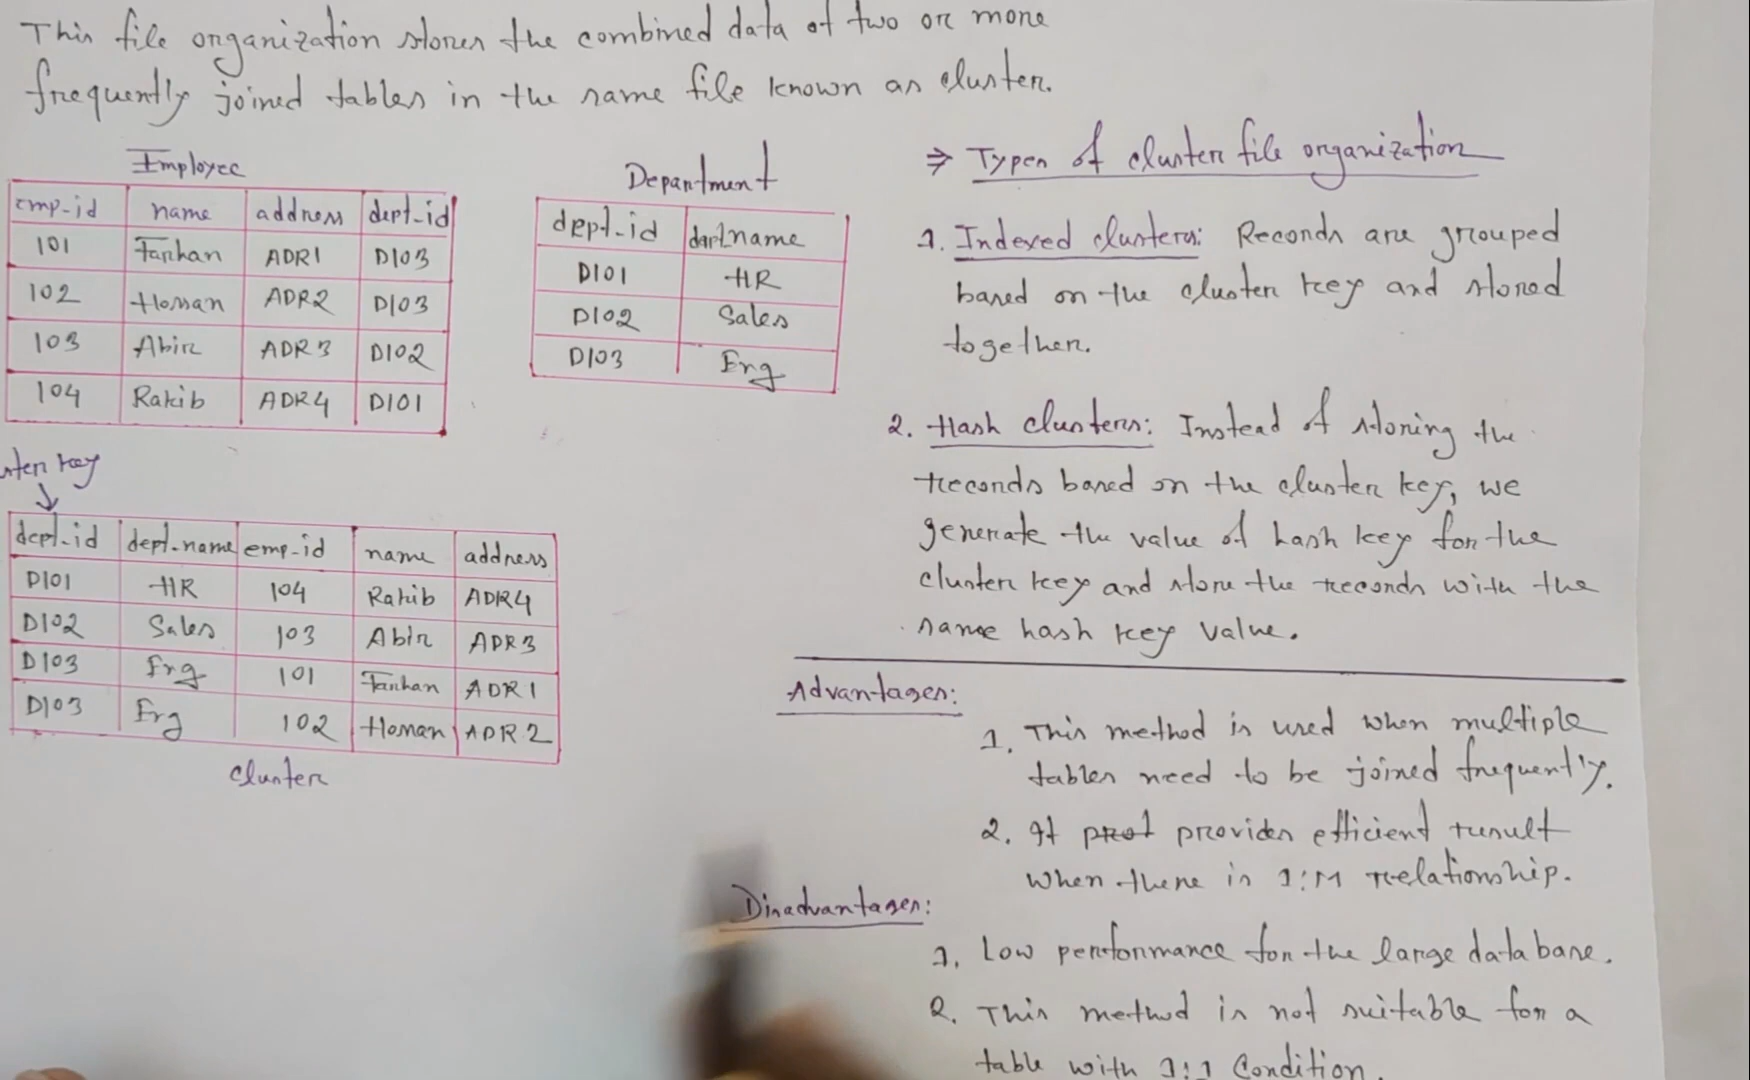 This file organization stores the combined data of two or more
frequently joined tables in the same file known as cluster.
Employee
emp-id name address dept-id
101 Farhan ADR1 D103
102 Hossan ADR2 D103
103 Abir ADR3 D102
104 Rakib ADR4 D101
Department
dept-id name
D101 HR
D102 Sales
D103 Eng
key
↓
dept-id dept-name emp-id name address
D101 HR 104 Rakib ADR4
D102 Sales 103 Abir ADR3
D103 Eng 101 Farhan ADR1
D103 Eng 102 Hossan ADR2
cluster
⇒ Types of cluster file organization
1. Indexed clusters: Records are grouped
based on the cluster key and stored
together.
2. Hash clusters: Instead of storing the
records based on the cluster key, we
generate the value of hash key for the
cluster key and store the records with the
same hash key value.
Advantages:
1. This method is used when multiple
tables need to be joined frequently.
2. It provides efficient result
when there is 1:M relationship.
Disadvantages:
1. Low performance for the large database.
2. This method is not suitable for a
table with 1:1 Condition.